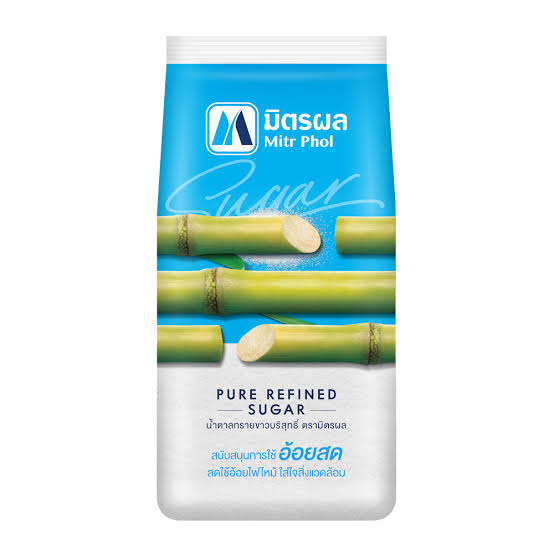 มิตรผล
Mitr Phol
Sugar
PURE REFINED
SUGAR
น้ำตาลทรายขาวบริสุทธิ์ ตรามิตรผล
สนับสนุนการใช้ อ้อยสด
ลดใช้อ้อยไฟไหม้ ใส่ใจสิ่งแวดล้อม